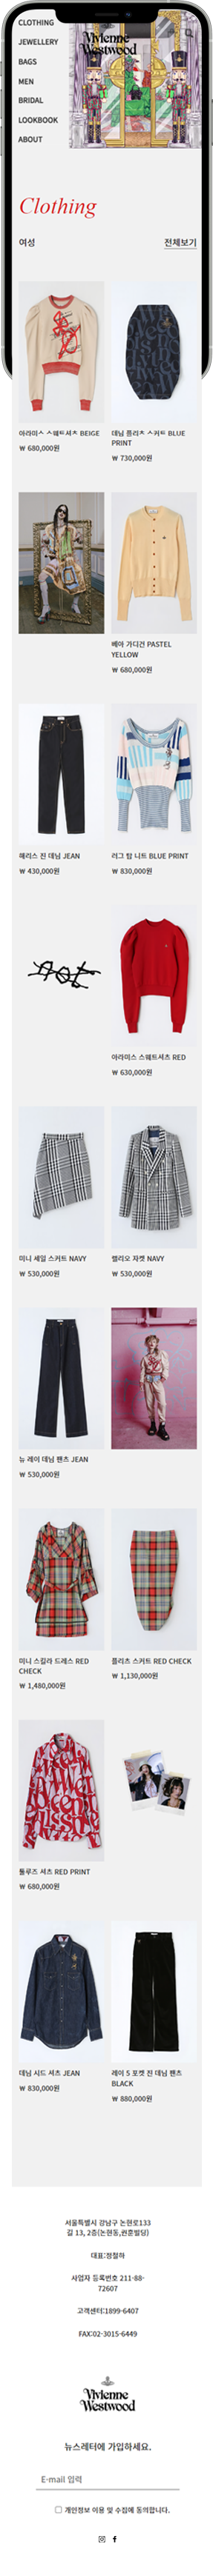 CLOTHING
JEWELLERY
BAGS
MEN
BRIDAL
LOOKBOOK
ABOUT
Vivienne
Westwood
Clothing
여성 전체보기
아라미스 스웨트셔츠 BEIGE
₩ 680,000원
데님 플리츠 스커트 BLUE
PRINT
₩ 730,000원
베아 가디건 PASTEL
YELLOW
₩ 680,000원
해리스 진 데님 JEAN
₩ 430,000원
러그 탑 니트 BLUE PRINT
₩ 830,000원
아라미스 스웨트셔츠 RED
₩ 630,000원
미니 세일 스커트 NAVY
₩ 530,000원
렐리오 자켓 NAVY
₩ 530,000원
뉴 레이 데님 팬츠 JEAN
₩ 530,000원
미니 스컬라 드레스 RED
CHECK
₩ 1,480,000원
플리츠 스커트 RED CHECK
₩ 1,130,000원
툴루즈 셔츠 RED PRINT
₩ 680,000원
데님 시드 셔츠 JEAN
₩ 830,000원
레이 5 포켓 진 데님 팬츠
BLACK
₩ 880,000원
서울특별시 강남구 논현로133
길 13, 2층(논현동,권훈빌딩)
대표:정철하
사업자 등록번호 211-88-
72607
고객센터:1899-6407
FAX:02-3015-6449
Vivienne
Westwood
뉴스레터에 가입하세요.
E-mail 입력
개인정보 이용 및 수집에 동의합니다.